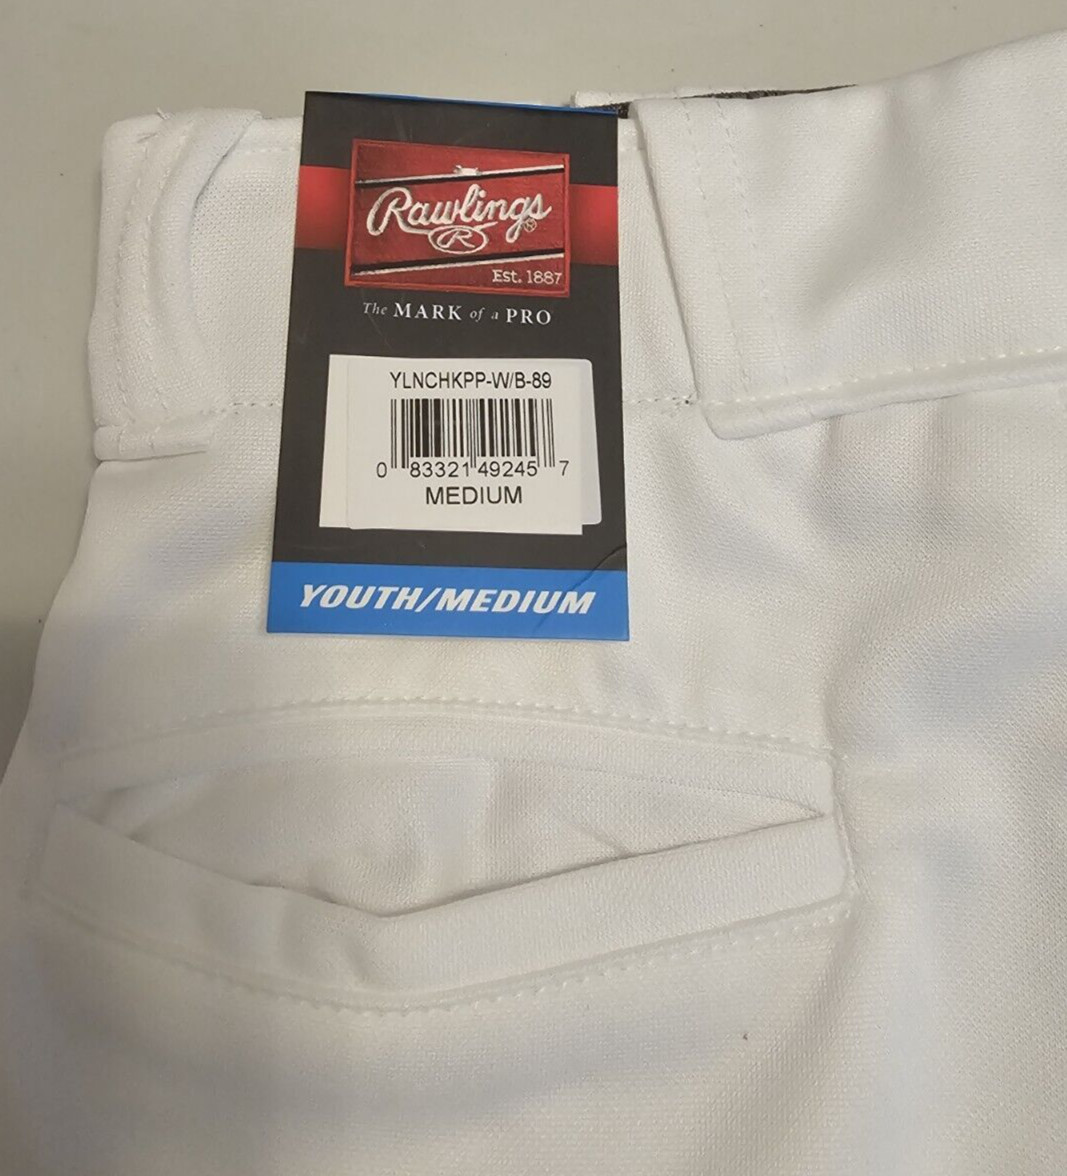 Rawlings®
R
Est. 1887
The MARK of a PRO
YLNCHKPP-W/B-89
0 83321 49245 7
MEDIUM
YOUTH/MEDIUM